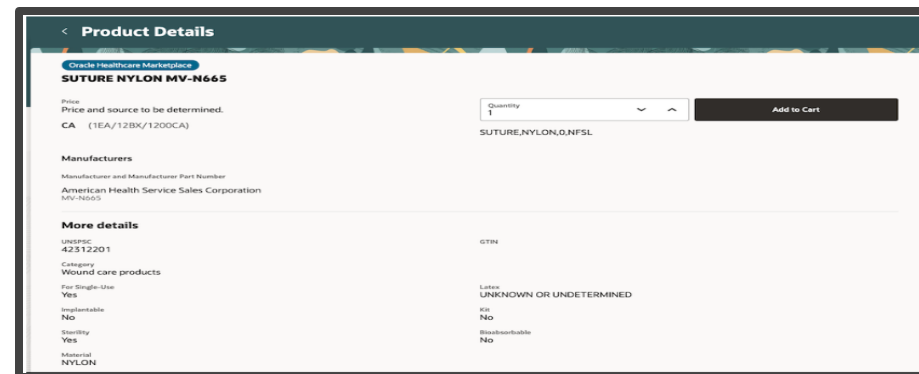 < Product Details
Oracle Healthcare Marketplace
SUTURE NYLON MV-N665
Price
Price and source to be determined.
CA (1EA/12BX/1200CA)
Quantity
1
Add to Cart
SUTURE,NYLON,0,NFSL
Manufacturers
Manufacturer and Manufacturer Part Number
American Health Service Sales Corporation
MV-N665
More details
UNSPSC
42312201
GTIN
Category
Wound care products
For Single-Use
Yes
Latex
UNKNOWN OR UNDETERMINED
Implantable
No
Kit
No
Sterility
Yes
Bioabsorbable
No
Material
NYLON